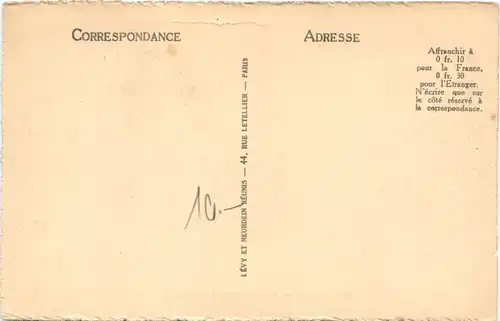 CORRESPONDANCE
ADRESSE
Affranchir à
0 fr. 10
pour la France,
0 fr. 30
pour l'Etranger.
N'écrire que sur
le côté réservé à
la correspondance.
LÉVY ET NEURDEIN RÉUNIS — 44, RUE LETELLIER — PARIS
10.-